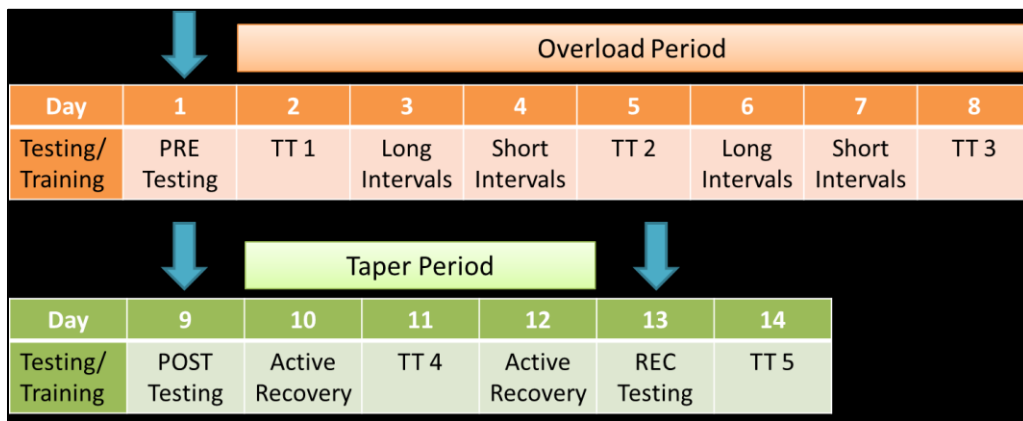 Overload Period
Day 1 2 3 4 5 6 7 8
Testing/ PRE TT 1 Long Short TT 2 Long Short TT 3
Training Testing Intervals Intervals Intervals Intervals
Taper Period
Day 9 10 11 12 13 14
Testing/ POST Active TT 4 Active REC TT 5
Training Testing Recovery Recovery Testing